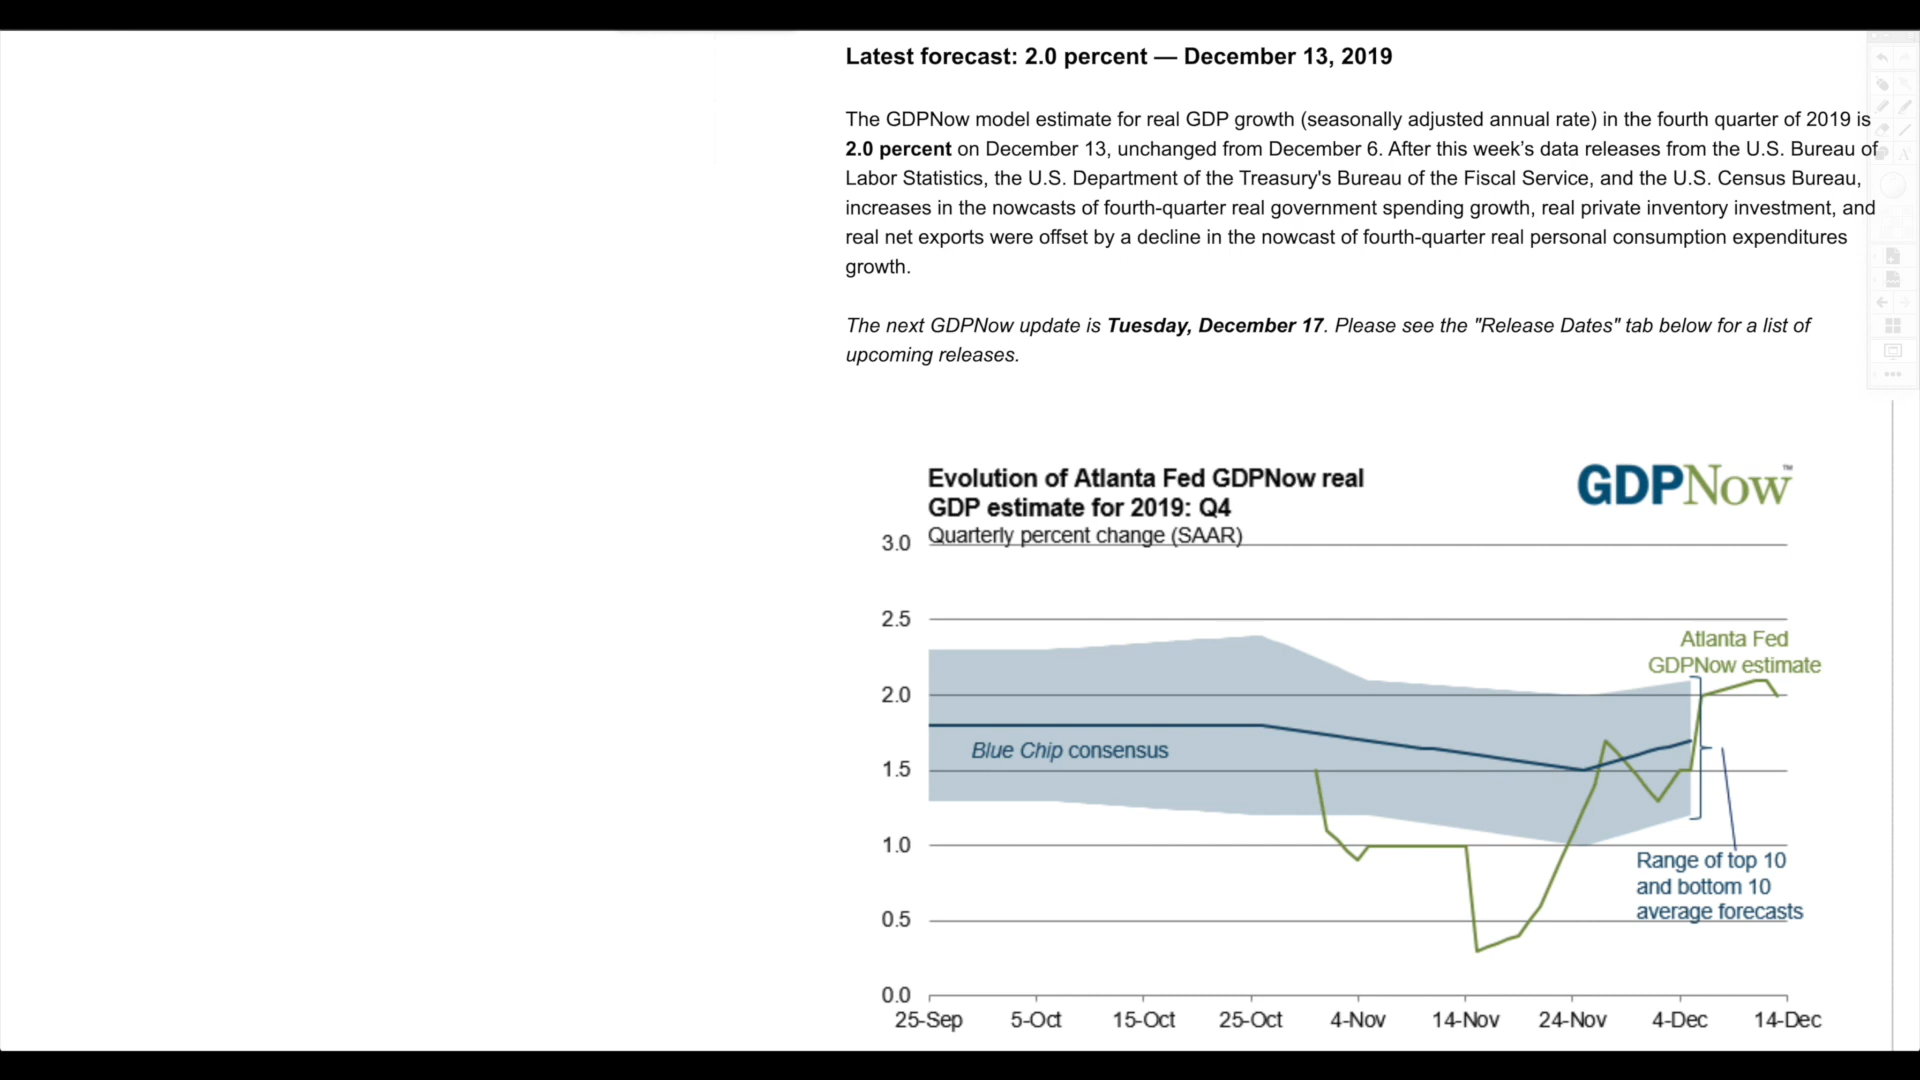 Latest forecast: 2.0 percent — December 13, 2019
The GDPNow model estimate for real GDP growth (seasonally adjusted annual rate) in the fourth quarter of 2019 is
2.0 percent on December 13, unchanged from December 6. After this week’s data releases from the U.S. Bureau of
Labor Statistics, the U.S. Department of the Treasury's Bureau of the Fiscal Service, and the U.S. Census Bureau,
increases in the nowcasts of fourth-quarter real government spending growth, real private inventory investment, and
real net exports were offset by a decline in the nowcast of fourth-quarter real personal consumption expenditures
growth.
The next GDPNow update is Tuesday, December 17. Please see the "Release Dates" tab below for a list of
upcoming releases.
Evolution of Atlanta Fed GDPNow real
GDP estimate for 2019: Q4
Quarterly percent change (SAAR)
GDPNow™
3.0
2.5
2.0
1.5
1.0
0.5
0.0
Atlanta Fed
GDPNow estimate
Blue Chip consensus
Range of top 10
and bottom 10
average forecasts
25-Sep 5-Oct 15-Oct 25-Oct 4-Nov 14-Nov 24-Nov 4-Dec 14-Dec